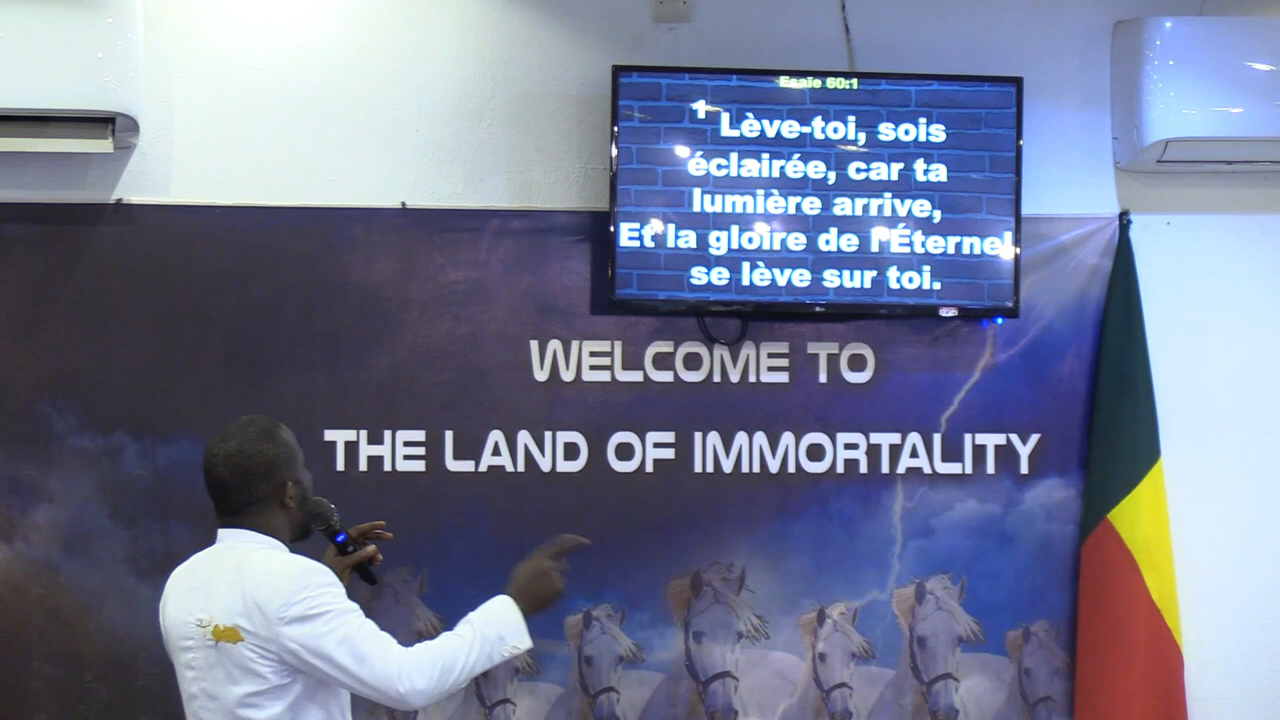 Esaïe 60:1
1 Lève-toi, sois
éclairée, car ta
lumière arrive,
Et la gloire de l'Éternel
se lève sur toi.
LG
WELCOME TO
THE LAND OF IMMORTALITY